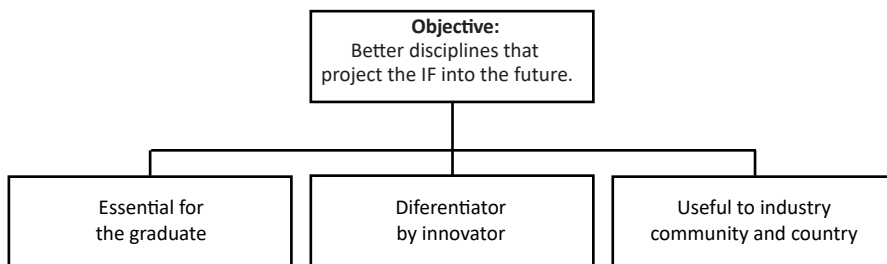 Objective:
Better disciplines that
project the IF into the future.
Essential for
the graduate
Diferentiator
by innovator
Useful to industry
community and country